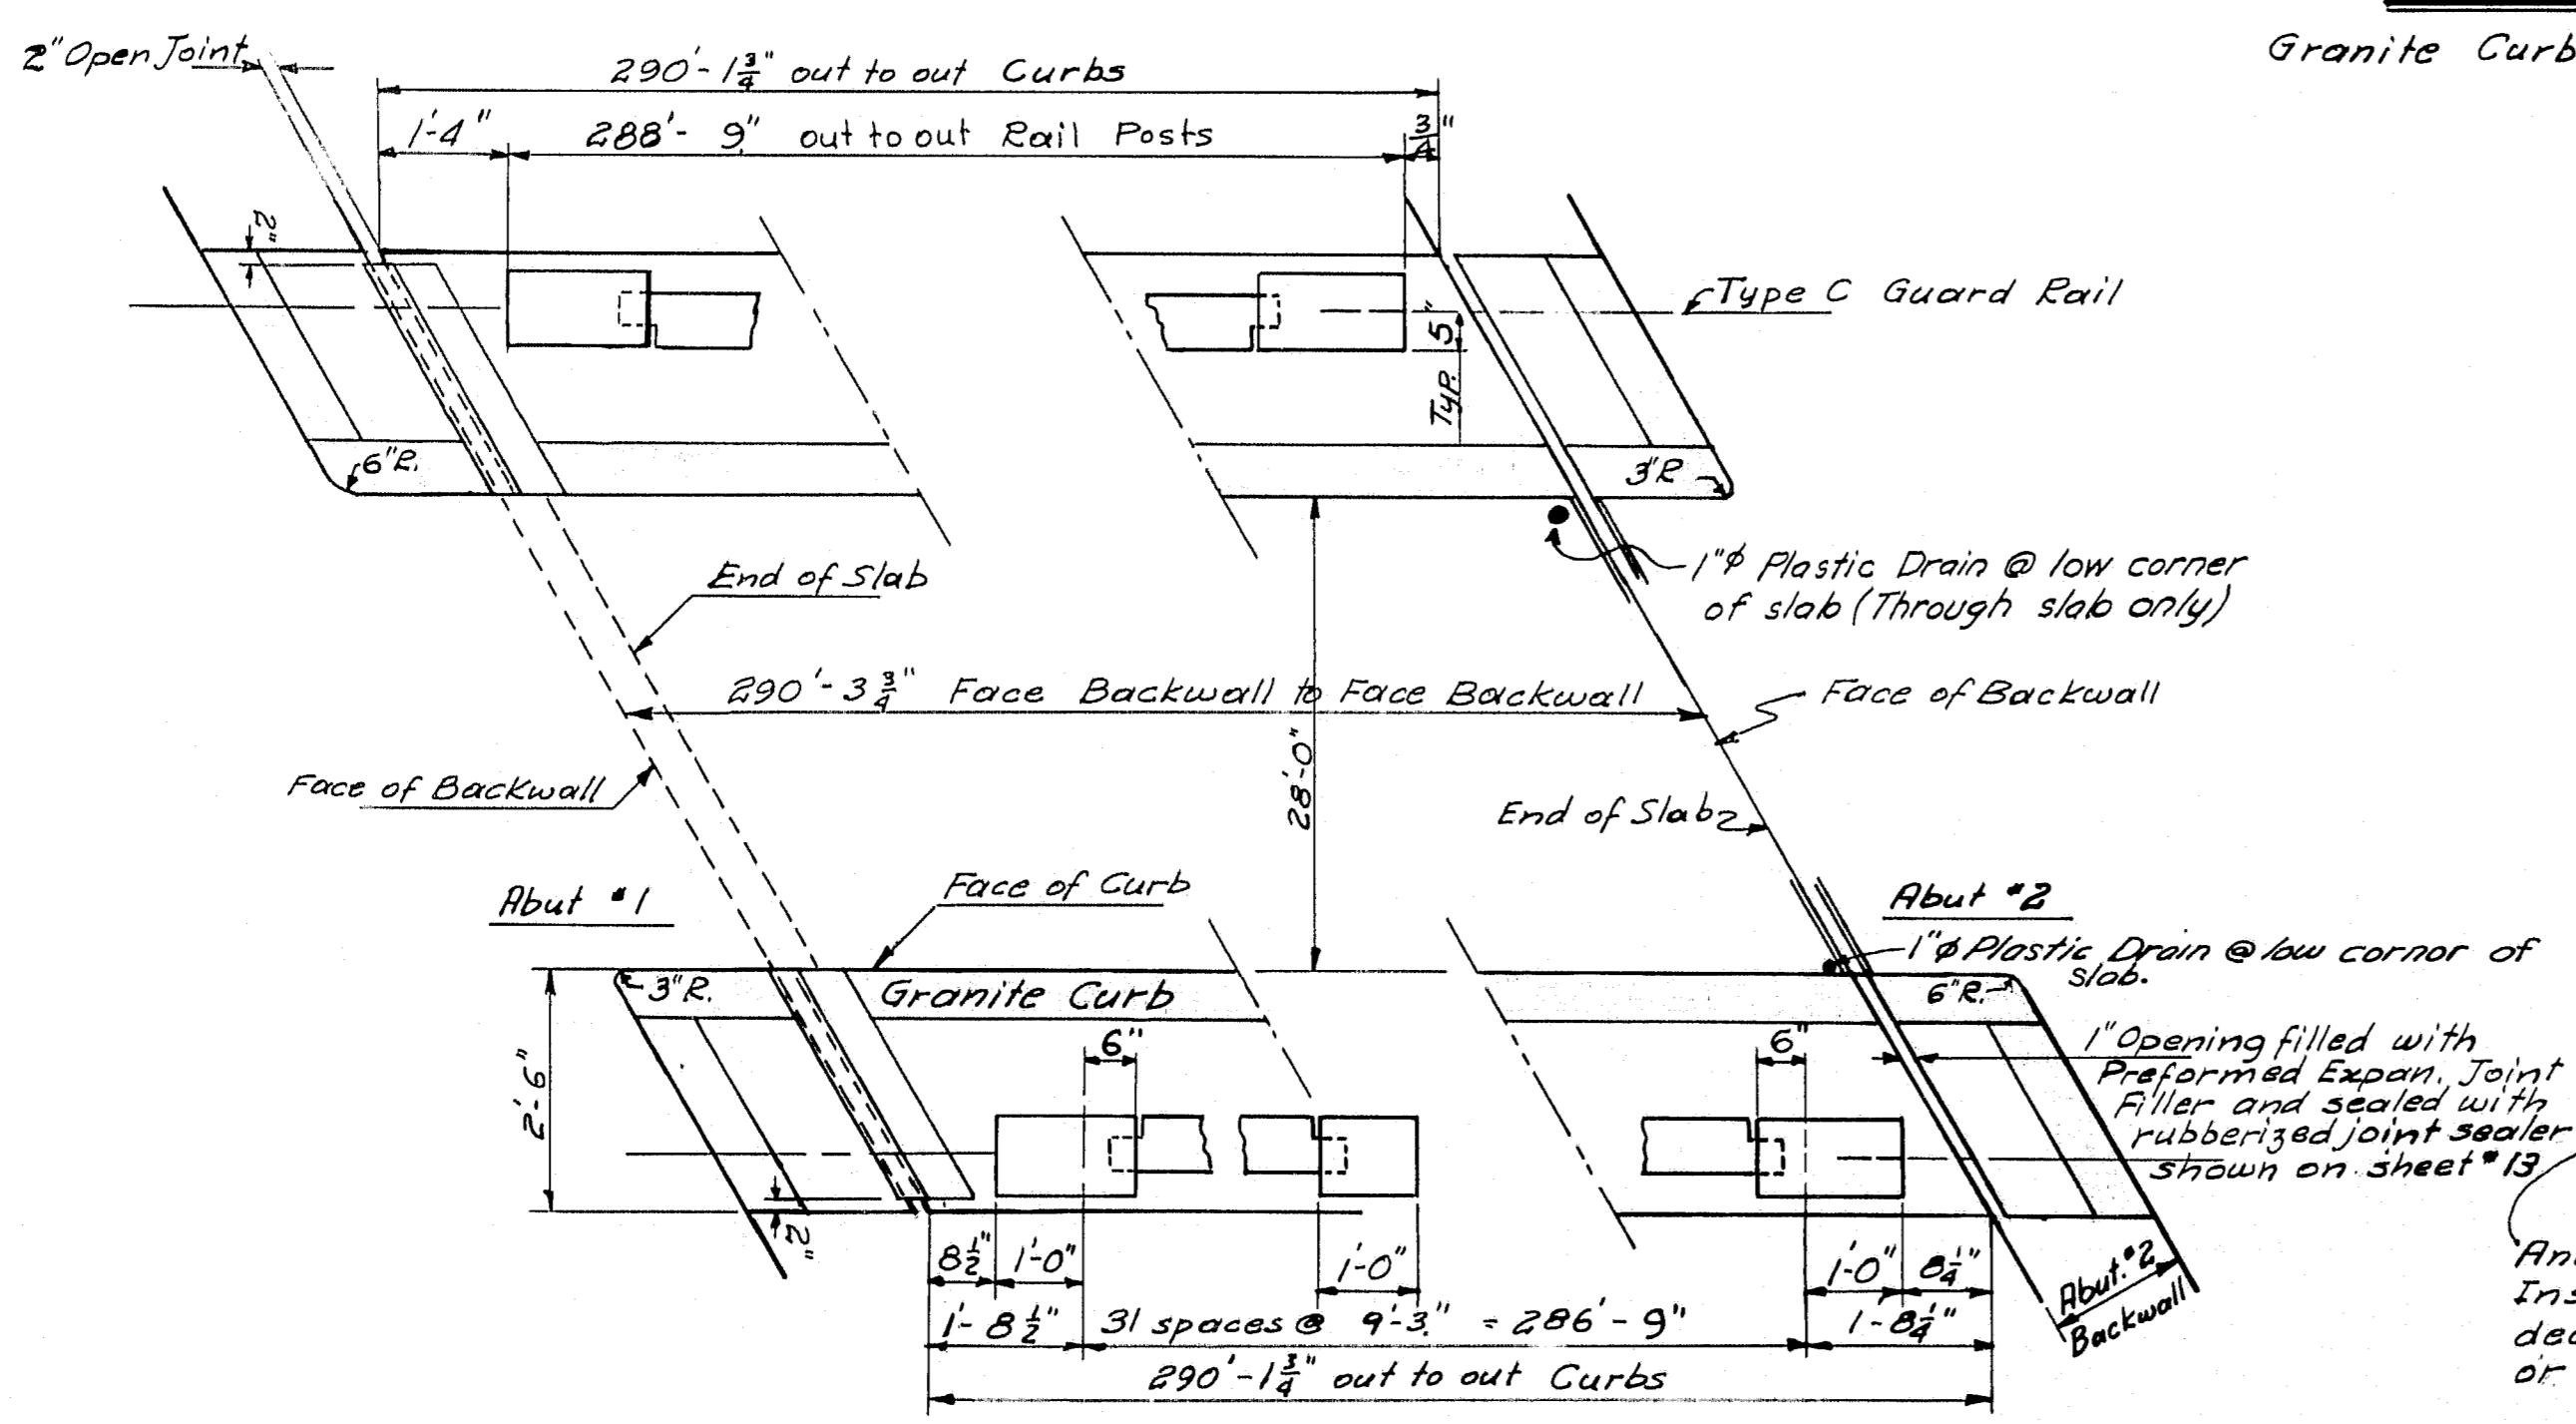 Granite Curb
2" Open Joint
290'-1 3/4" out to out Curbs
1'-4"
288'-9" out to out Rail Posts
3/4"
2"
Type C Guard Rail
5"
Typ.
6"R.
3"R
1"ϕ Plastic Drain @ low corner
of slab (Through slab only)
End of Slab
290'-3 3/4" Face Backwall to Face Backwall
Face of Backwall
28'-0"
Face of Backwall
End of Slab
Abut #1
Face of Curb
Abut #2
1"ϕ Plastic Drain @ low cornor of
slab.
3"R.
Granite Curb
6"R.
2'-6"
6"
6"
1" Opening filled with
Preformed Expan. Joint
Filler and sealed with
rubberized joint sealer
shown on sheet #13
2"
8 1/2"
1'-0"
1'-0"
1'-0"
8 1/4"
1'-8 1/2"
31 spaces @ 9'-3" = 286'-9"
1-8 1/4"
Abut. #2
Backwall
290'-1 3/4" out to out Curbs
or